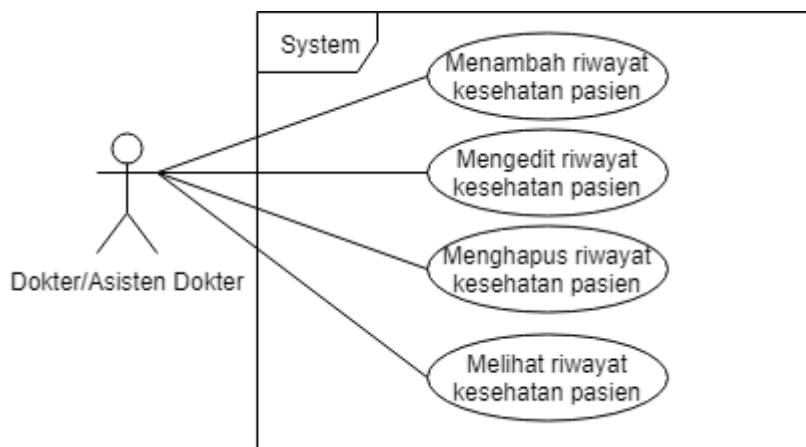 System
Menambah riwayat
kesehatan pasien
Mengedit riwayat
kesehatan pasien
Menghapus riwayat
kesehatan pasien
Dokter/Asisten Dokter
Melihat riwayat
kesehatan pasien